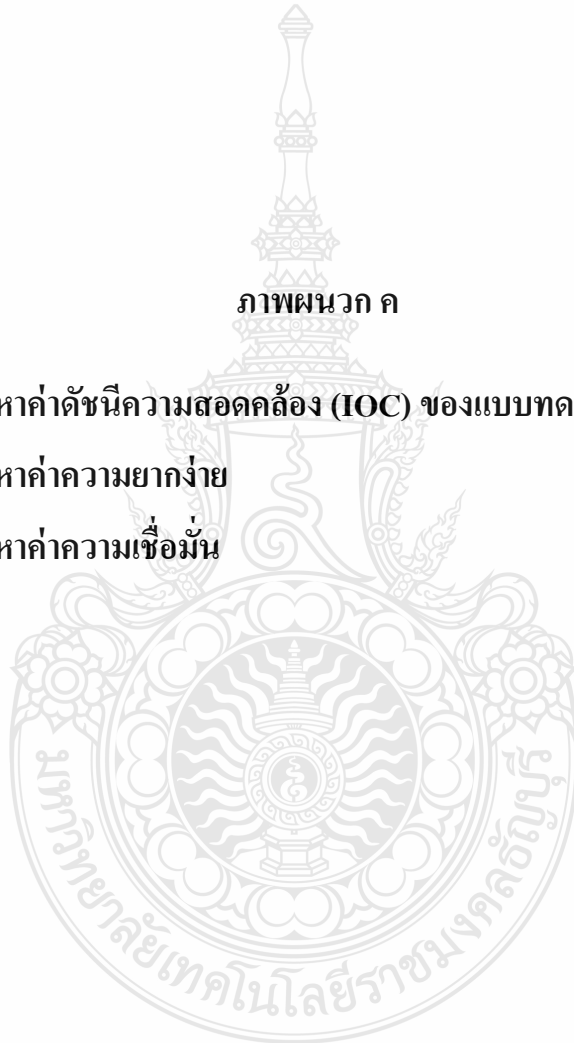 ภาพผนวก ค
หาค่าดัชนีความสอดคล้อง (IOC) ของแบบทด
หาค่าความยากง่าย
หาค่าความเชื่อมั่น
มหาวิทยาลัยเทคโนโลยีราชมงคลธัญบุรี